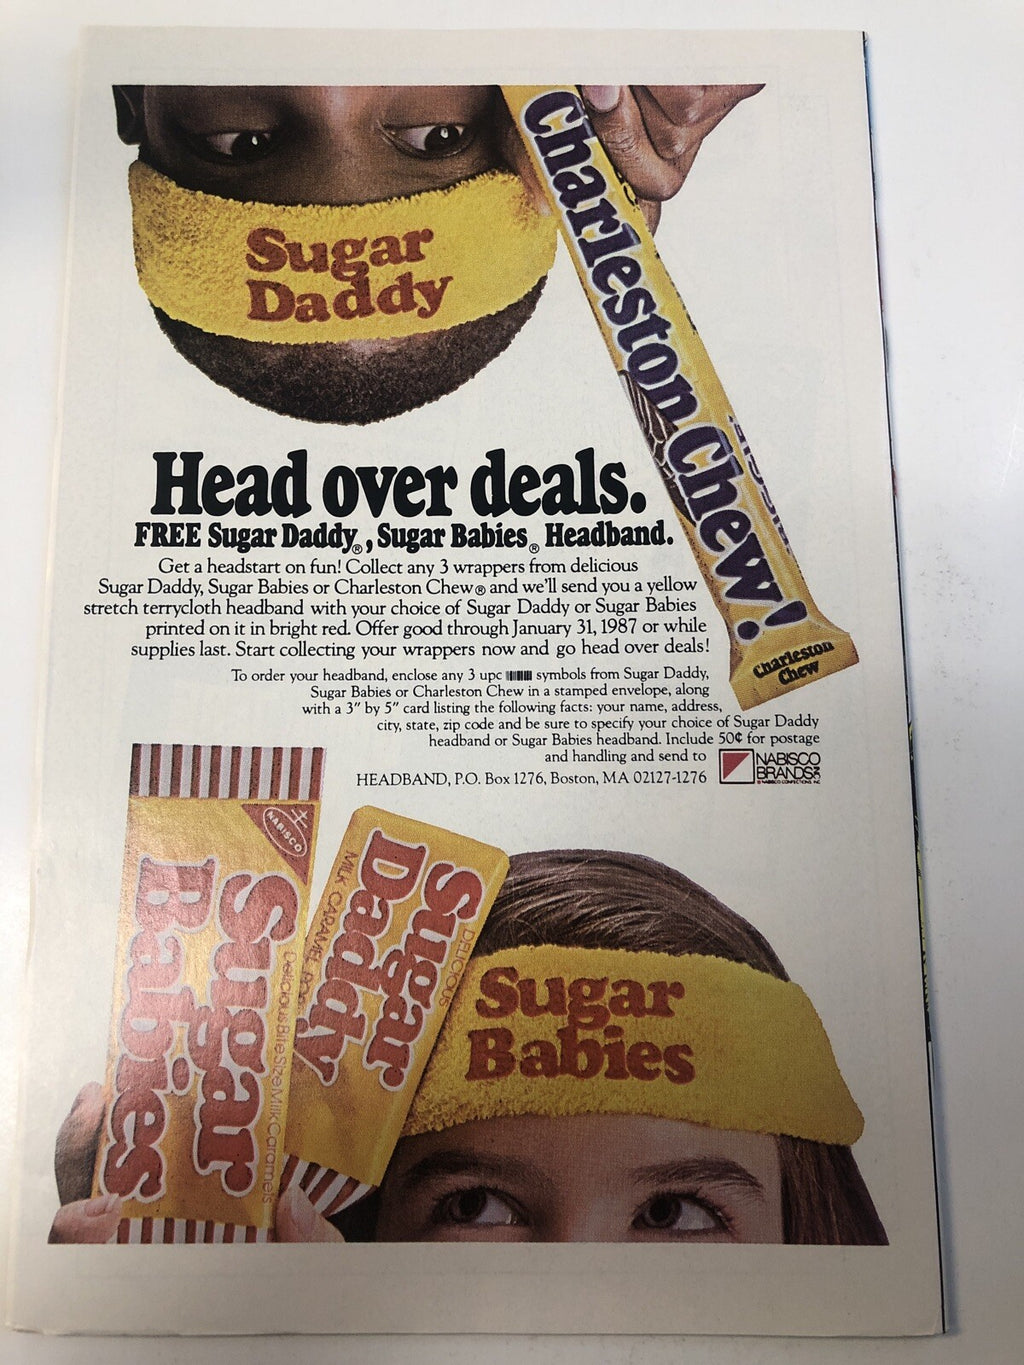 Sugar
Daddy
Charleston Chew!
Charleston
Chew
Head over deals.
FREE Sugar Daddy®, Sugar Babies® Headband.
Get a headstart on fun! Collect any 3 wrappers from delicious
Sugar Daddy, Sugar Babies or Charleston Chew® and we'll send you a yellow
stretch terrycloth headband with your choice of Sugar Daddy or Sugar Babies
printed on it in bright red. Offer good through January 31, 1987 or while
supplies last. Start collecting your wrappers now and go head over deals!
To order your headband, enclose any 3 upc symbols from Sugar Daddy,
Sugar Babies or Charleston Chew in a stamped envelope, along
with a 3" by 5" card listing the following facts: your name, address,
city, state, zip code and be sure to specify your choice of Sugar Daddy
headband or Sugar Babies headband. Include 50¢ for postage
and handling and send to
HEADBAND, P.O. Box 1276, Boston, MA 02127-1276
NABISCO
BRANDS INC
NABISCO
Sugar
Babies
Delicious Bite Size Milk Caramels
DELICIOUS
Sugar
Daddy
MILK CARAMEL POP
Sugar
Babies